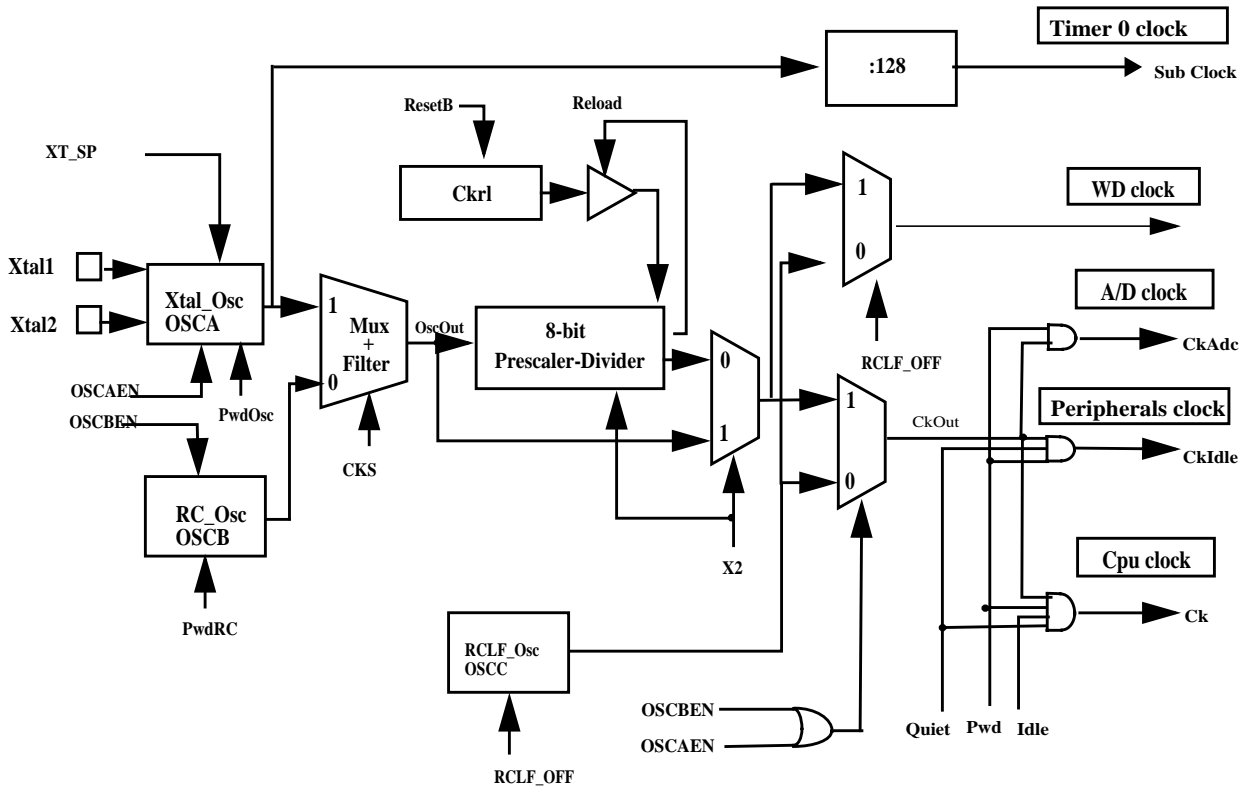 Timer 0 clock
:128
Sub Clock
ResetB
Reload
XT_SP
Ckrl
1
0
WD clock
Xtal1
Xtal2
Xtal_Osc
OSCA
1
Mux
+
Filter
0
OscOut
8-bit
Prescaler-Divider
0
1
RCLF_OFF
A/D clock
CkAdc
OSCAEN
OSCBEN
PwdOsc
CKS
1
0
CkOut
Peripherals clock
CkIdle
RC_Osc
OSCB
X2
Cpu clock
Ck
PwdRC
RCLF_Osc
OSCC
OSCBEN
OSCAEN
Quiet
Pwd
Idle
RCLF_OFF